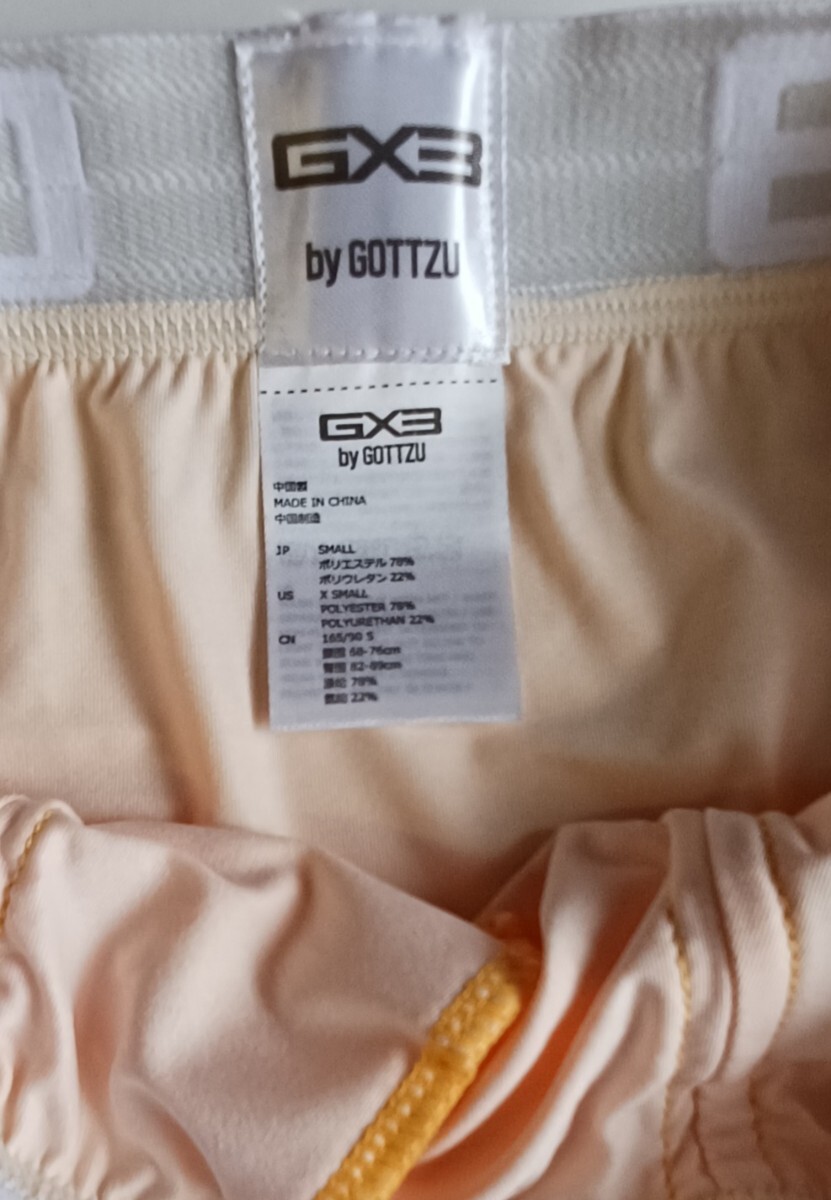 GX3
by GOTTZU
GX3
by GOTTZU
中国製
MADE IN CHINA
中国制造
JP SMALL
ポリエステル 78%
ポリウレタン 22%
US X SMALL
POLYESTER 78%
POLYURETHAN 22%
CN 165/90 S
腰围 68-76cm
臀围 82-89cm
涤纶 78%
氨纶 22%